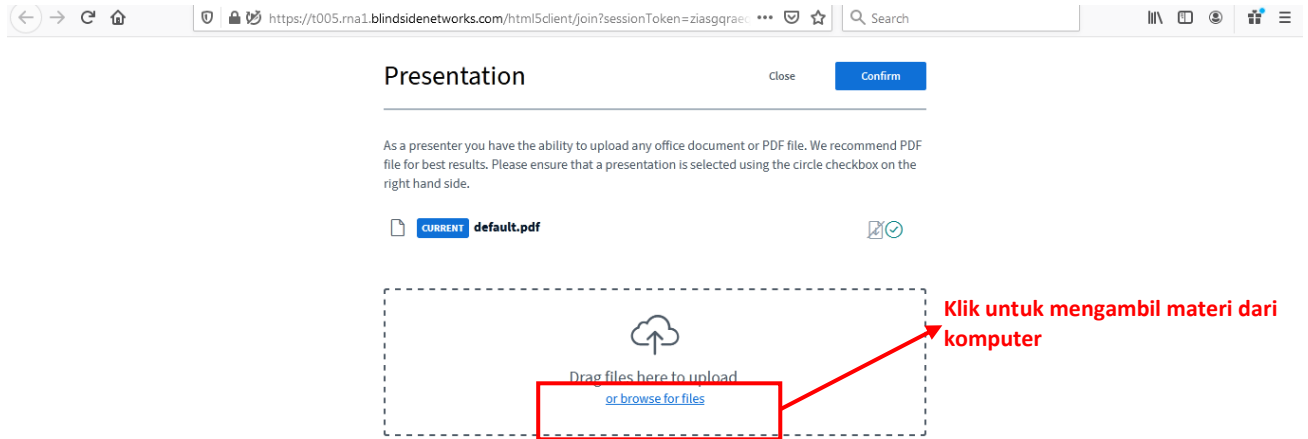 https://t005.rna1.blindsidenetworks.com/html5client/join?sessionToken=ziasgqraec
Search
Presentation
Close
Confirm
As a presenter you have the ability to upload any office document or PDF file. We recommend PDF
file for best results. Please ensure that a presentation is selected using the circle checkbox on the
right hand side.
CURRENT default.pdf
Klik untuk mengambil materi dari
komputer
Drag files here to upload
or browse for files